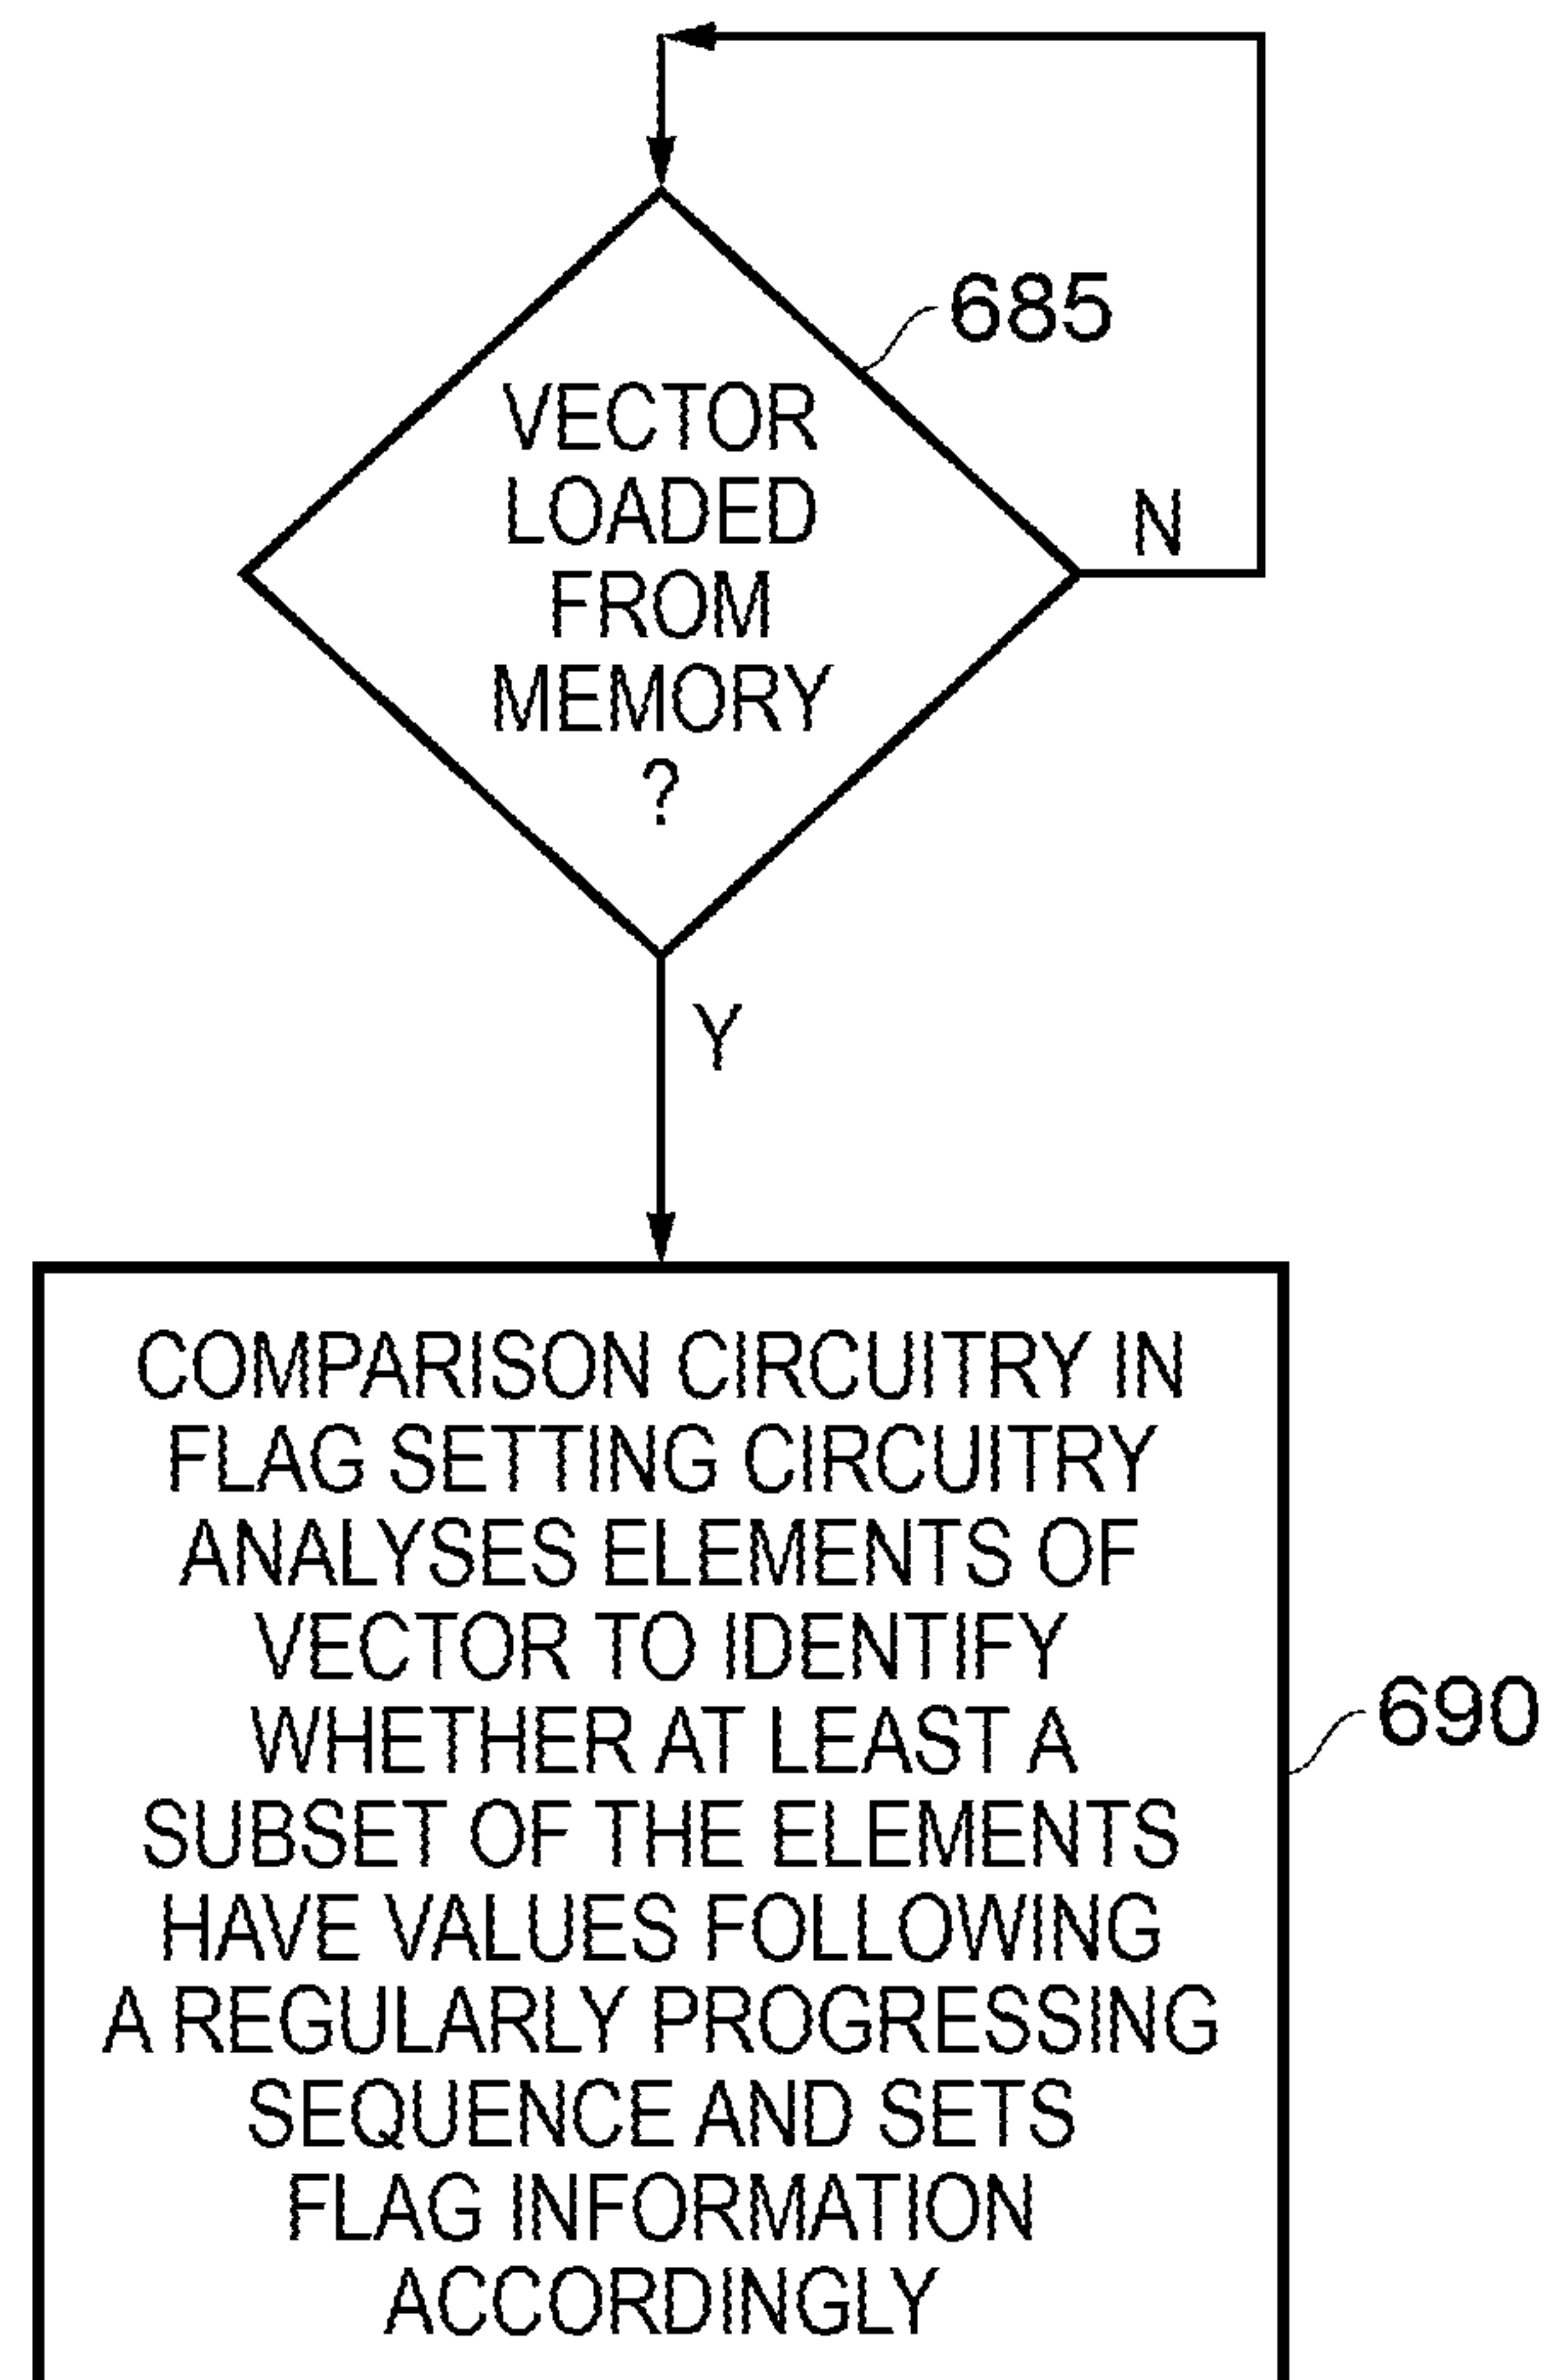 685
VECTOR
LOADED
FROM
MEMORY
?
N
Y
COMPARISON CIRCUITRY IN
FLAG SETTING CIRCUITRY
ANALYSES ELEMENTS OF
VECTOR TO IDENTIFY
WHETHER AT LEAST A
SUBSET OF THE ELEMENTS
HAVE VALUES FOLLOWING
A REGULARLY PROGRESSING
SEQUENCE AND SETS
FLAG INFORMATION
ACCORDINGLY
690